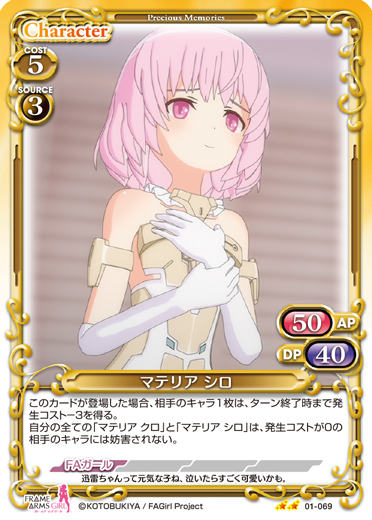 Precious Memories
Character
COST
5
SOURCE
3
50 AP
DP 40
マテリア シロ
このカードが登場した場合、相手のキャラ1枚は、ターン終了時まで発
生コスト−3を得る。
自分の全ての「マテリア クロ」と「マテリア シロ」は、発生コストが0の
相手のキャラには妨害されない。
FAガール
迅雷ちゃんって元気な子ね、泣いたらすごく可愛いかも。
FRAME
ARMS GIRL
©KOTOBUKIYA / FAGirl Project
01-069